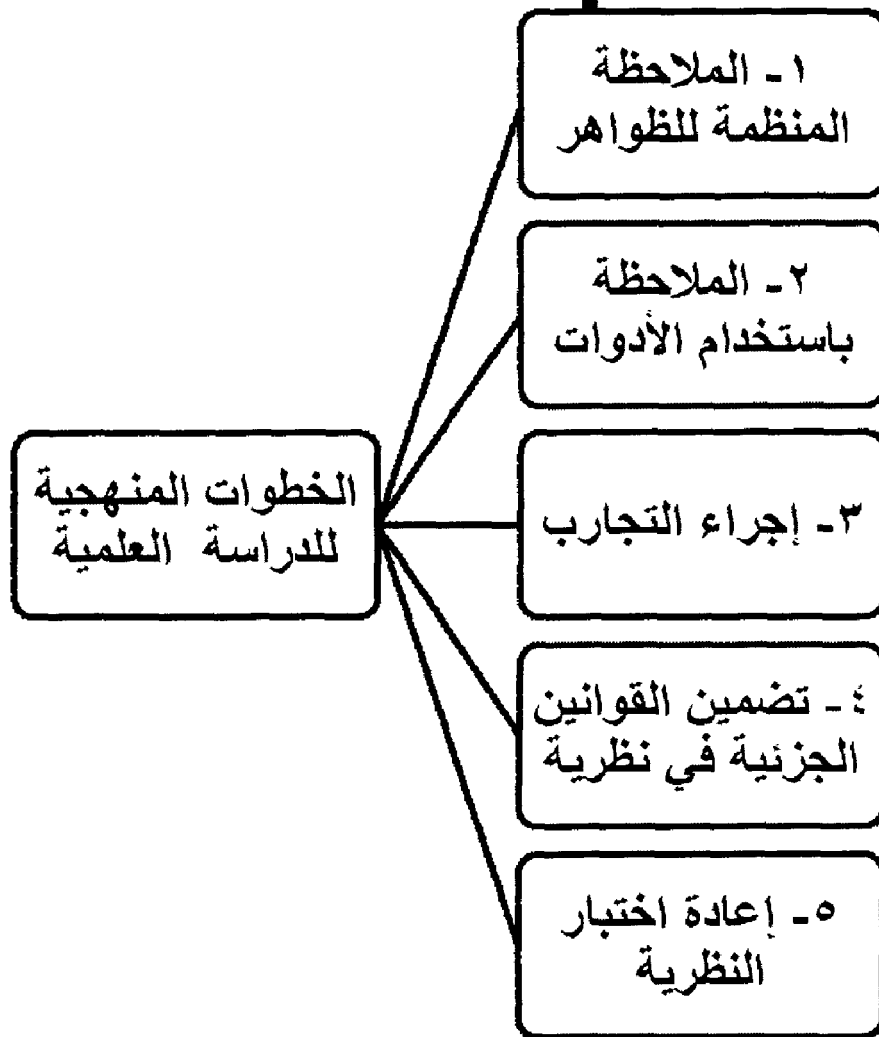 الخطوات المنهجية
للدراسة العلمية
١- الملاحظة
المنظمة للظواهر
٢- الملاحظة
باستخدام الأدوات
٣- إجراء التجارب
٤- تضمين القوانين
الجزئية في نظرية
٥- إعادة اختبار
النظرية